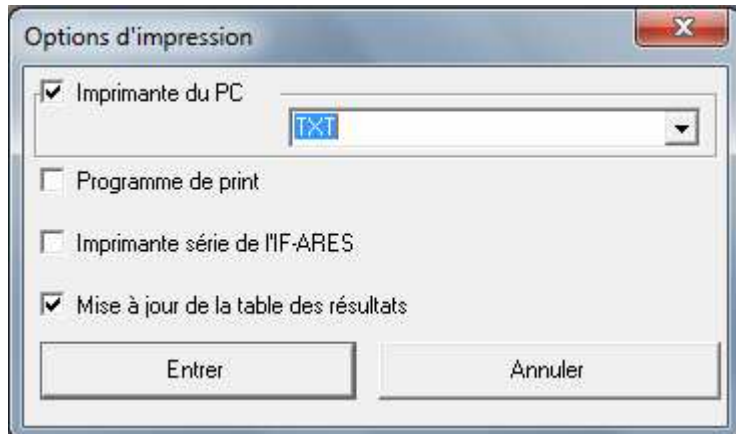 Options d'impression
Imprimante du PC
TXT
Programme de print
Imprimante série de l'IF-ARES
Mise à jour de la table des résultats
Entrer
Annuler